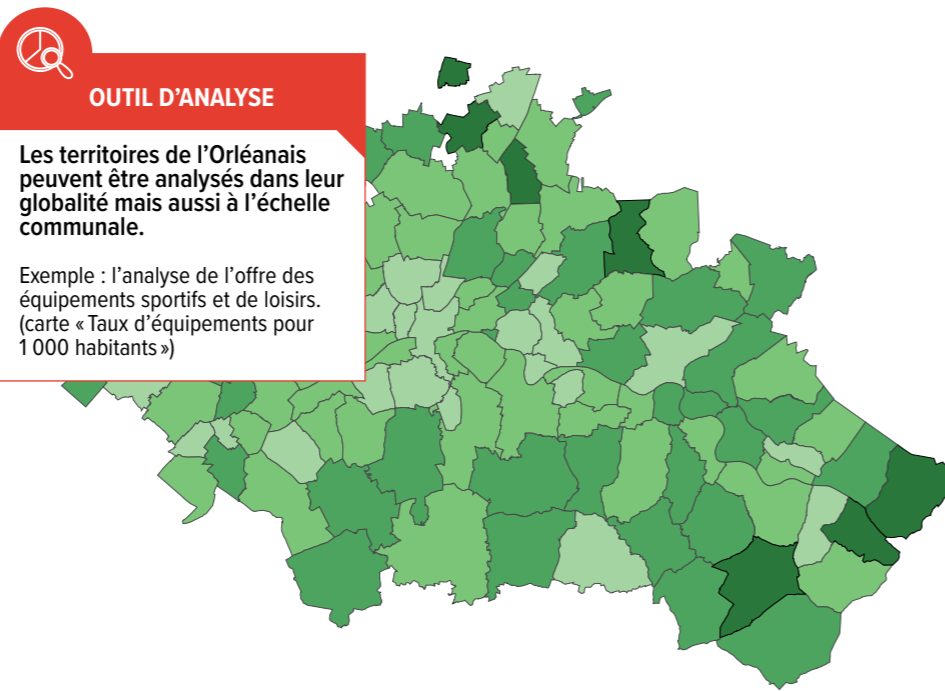 OUTIL D’ANALYSE
Les territoires de l’Orléanais
peuvent être analysés dans leur
globalité mais aussi à l’échelle
communale.
Exemple : l’analyse de l’offre des
équipements sportifs et de loisirs.
(carte « Taux d’équipements pour
1 000 habitants »)